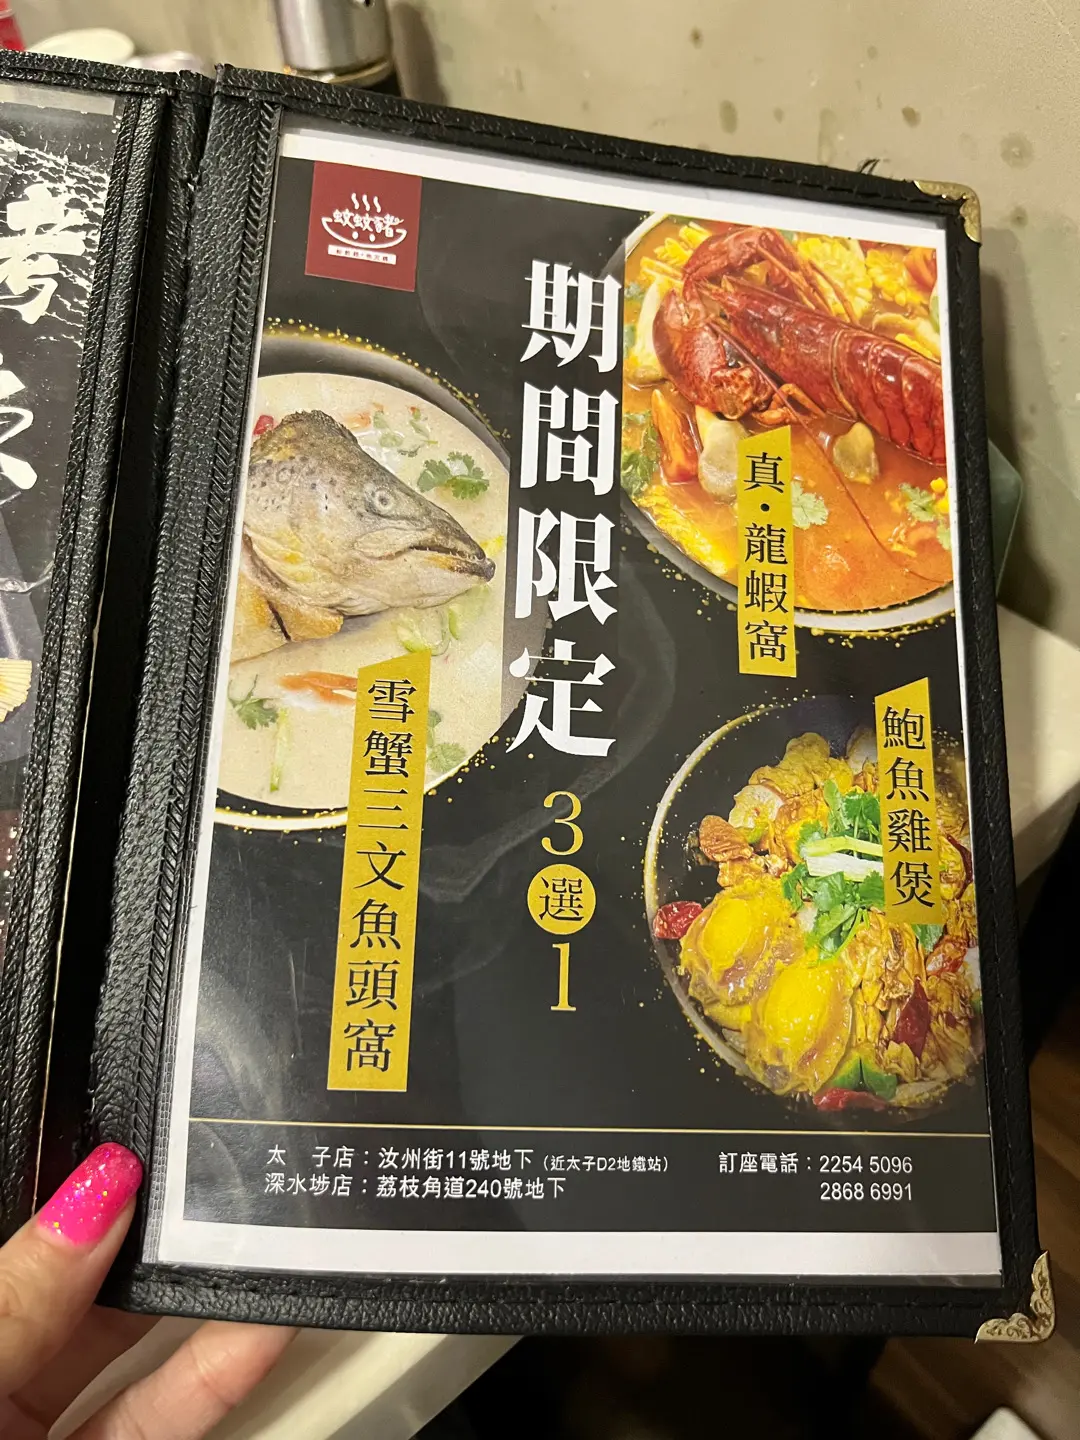 蚊蚊豬
期間限定
3選1
真·龍蝦窩
雪蟹三文魚頭窩
鮑魚雞煲
太 子店：汝州街11號地下（近太子D2地鐵站）
深水埗店：荔枝角道240號地下
訂座電話：2254 5096
2868 6991